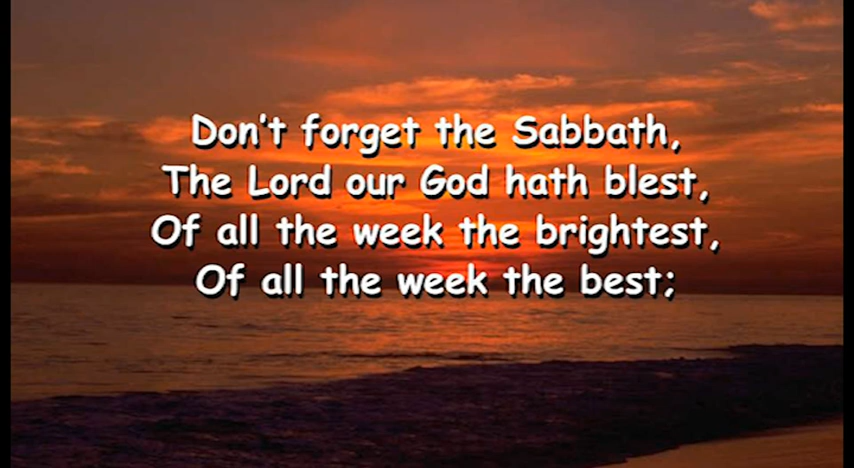 Don't forget the Sabbath,
The Lord our God hath blest,
Of all the week the brightest,
Of all the week the best;